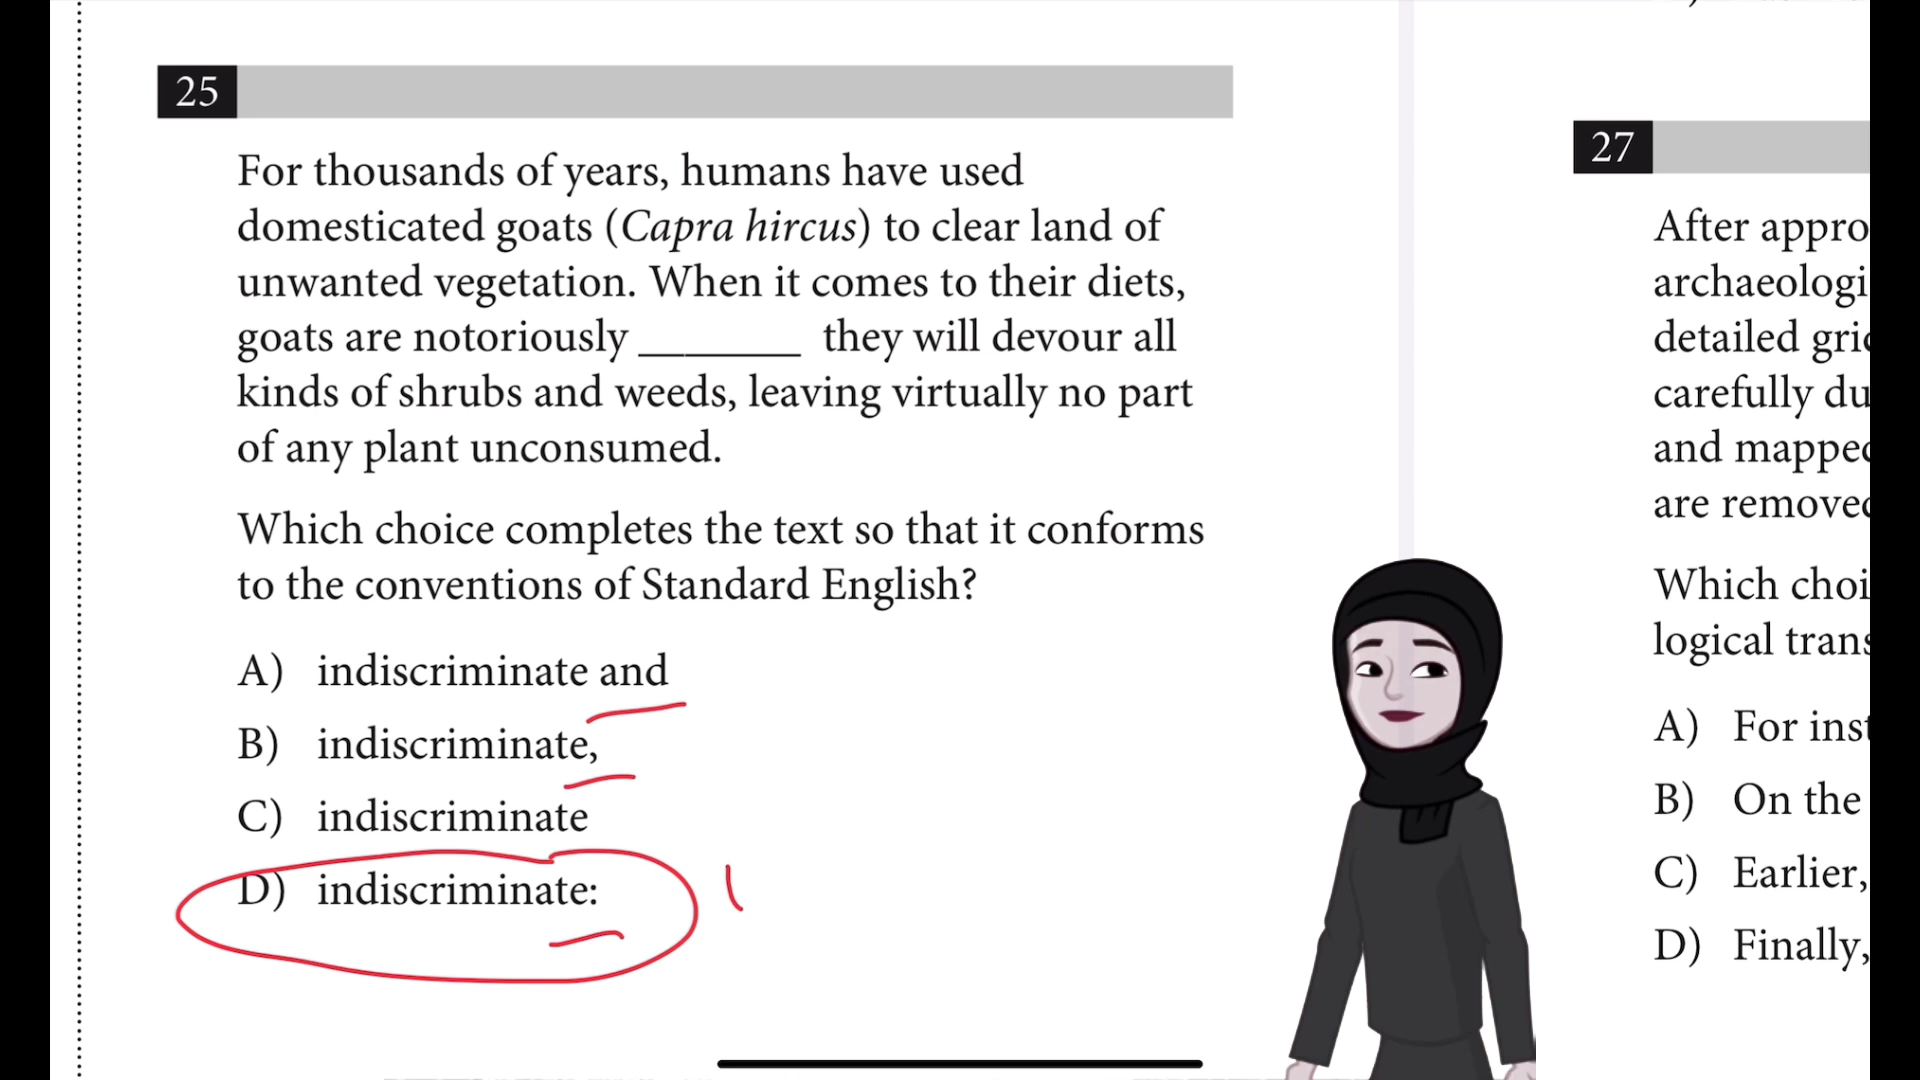 25
For thousands of years, humans have used
domesticated goats (Capra hircus) to clear land of
unwanted vegetation. When it comes to their diets,
goats are notoriously _______ they will devour all
kinds of shrubs and weeds, leaving virtually no part
of any plant unconsumed.
Which choice completes the text so that it conforms
to the conventions of Standard English?
A) indiscriminate and
B) indiscriminate,
C) indiscriminate
D) indiscriminate:
27
After appro
archaeologi
detailed gri
carefully du
and mappe
are remove
Which choi
logical trans
A) For inst
B) On the
C) Earlier,
D) Finally,